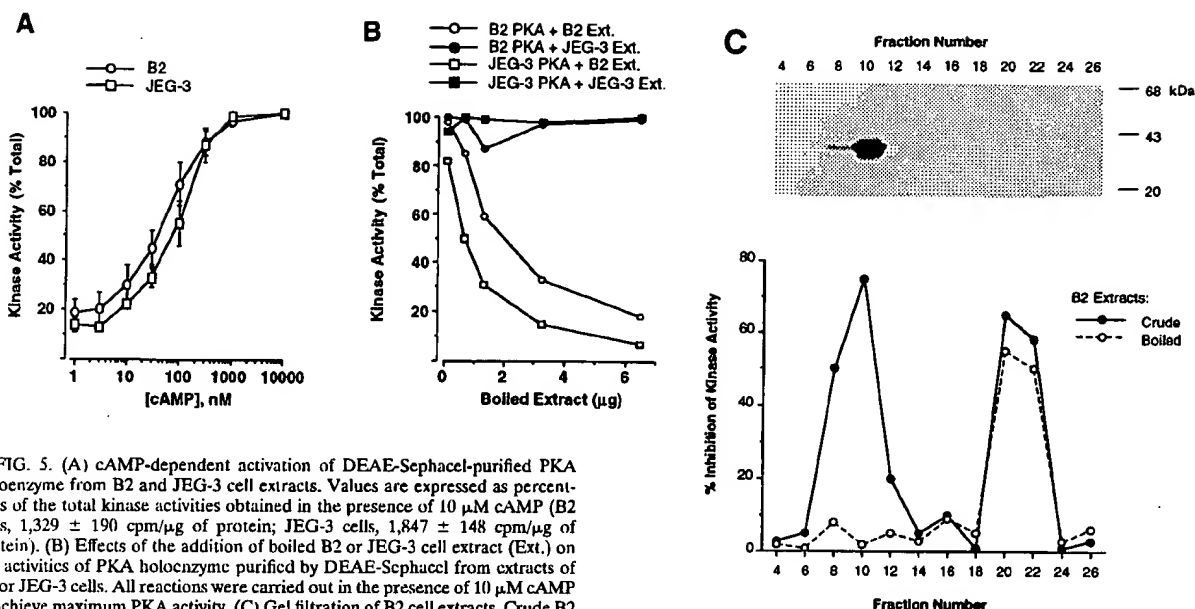 A
B2
JEG-3
Kinase Activity (% Total)
100
80
60
40
20
1 10 100 1000 10000
[cAMP], nM
B
B2 PKA + B2 Ext.
B2 PKA + JEG-3 Ext.
JEG-3 PKA + B2 Ext.
JEG-3 PKA + JEG-3 Ext.
Kinase Activity (% Total)
100
80
60
40
20
0 2 4 6
Boiled Extract (µg)
C
Fraction Number
4 6 8 10 12 14 16 18 20 22 24 26
68 kDa
43
20
% Inhibition of Kinase Activity
80
60
40
20
0
B2 Extracts:
Crude
Boiled
4 6 8 10 12 14 16 18 20 22 24 26
Fraction Number
FIG. 5. (A) cAMP-dependent activation of DEAE-Sephacel-purified PKA
oenzyme from B2 and JEG-3 cell extracts. Values are expressed as percent-
s of the total kinase activities obtained in the presence of 10 µM cAMP (B2
s, 1,329 ± 190 cpm/µg of protein; JEG-3 cells, 1,847 ± 148 cpm/µg of
tein). (B) Effects of the addition of boiled B2 or JEG-3 cell extract (Ext.) on
activities of PKA holoenzyme purified by DEAE-Sephacel from extracts of
or JEG-3 cells. All reactions were carried out in the presence of 10 µM cAMP
chieve maximum PKA activity. (C) Gel filtration of B2 cell extracts. Crude B2